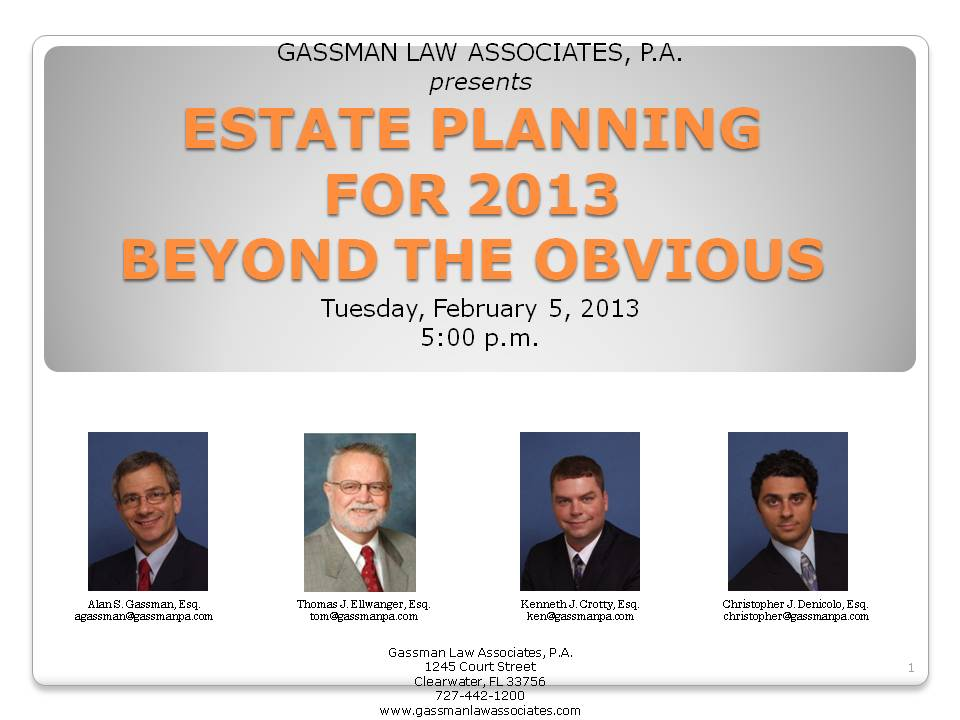 GASSMAN LAW ASSOCIATES, P.A.
presents
ESTATE PLANNING
FOR 2013
BEYOND THE OBVIOUS
Tuesday, February 5, 2013
5:00 p.m.
Alan S. Gassman, Esq.
agassman@gassmanpa.com
Thomas J. Ellwanger, Esq.
tom@gassmanpa.com
Kenneth J. Crotty, Esq.
ken@gassmanpa.com
Christopher J. Denicolo, Esq.
christopher@gassmanpa.com
Gassman Law Associates, P.A.
1245 Court Street
Clearwater, FL 33756
727-442-1200
www.gassmanlawassociates.com
1